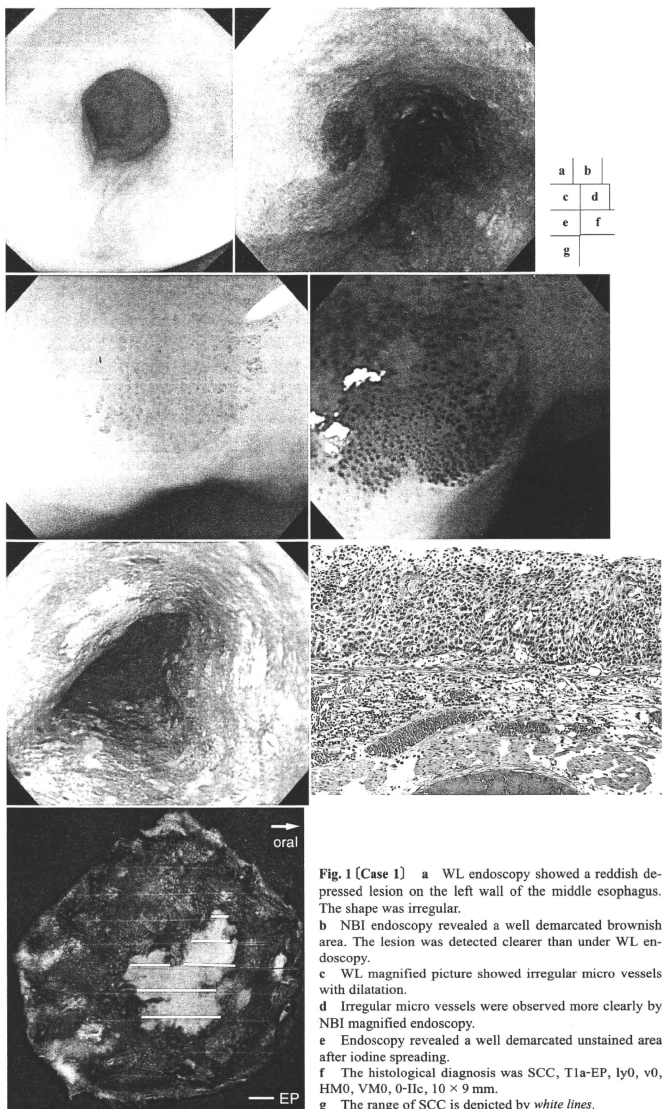 a b
c d
e f
g
oral
EP
Fig. 1 〔Case 1〕 a WL endoscopy showed a reddish de-
pressed lesion on the left wall of the middle esophagus.
The shape was irregular.
b NBI endoscopy revealed a well demarcated brownish
area. The lesion was detected clearer than under WL en-
doscopy.
c WL magnified picture showed irregular micro vessels
with dilatation.
d Irregular micro vessels were observed more clearly by
NBI magnified endoscopy.
e Endoscopy revealed a well demarcated unstained area
after iodine spreading.
f The histological diagnosis was SCC, T1a-EP, ly0, v0,
HM0, VM0, 0-IIc, 10 × 9 mm.
g The range of SCC is depicted by white lines.